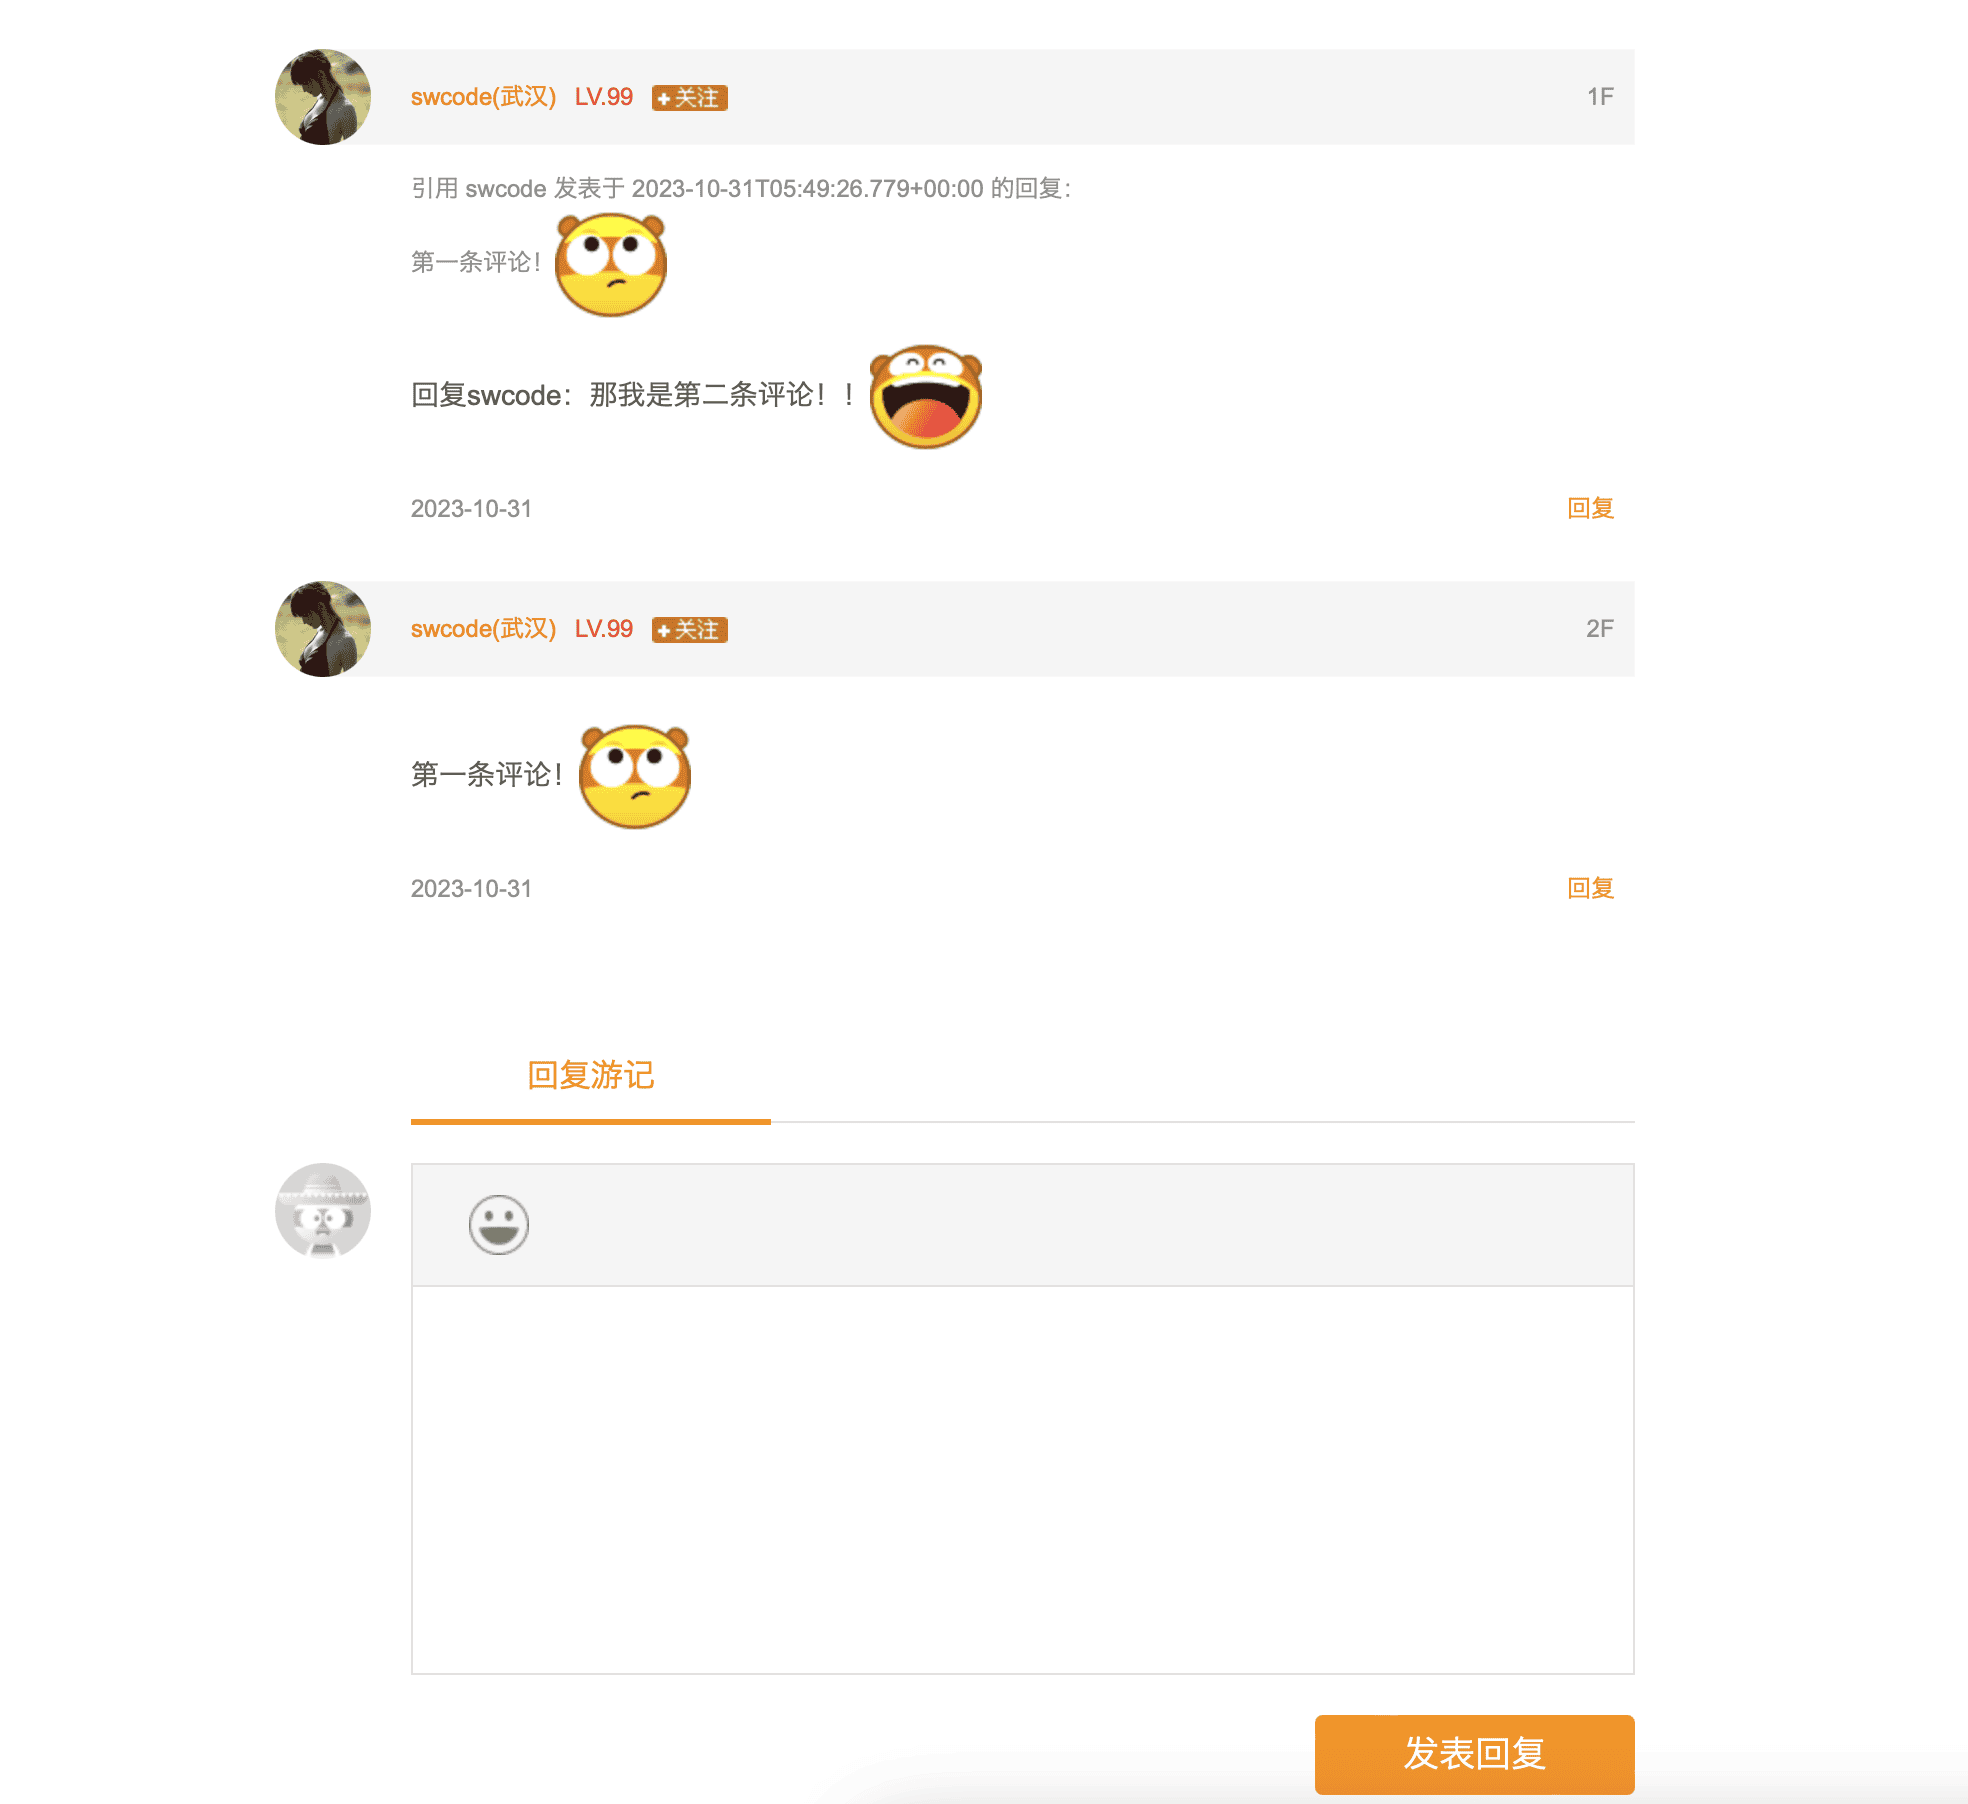 swcode(武汉) LV.99 +关注 1F
引用 swcode 发表于 2023-10-31T05:49:26.779+00:00 的回复：
第一条评论！
回复swcode：那我是第二条评论！！
2023-10-31 回复
swcode(武汉) LV.99 +关注 2F
第一条评论！
2023-10-31 回复
回复游记
发表回复